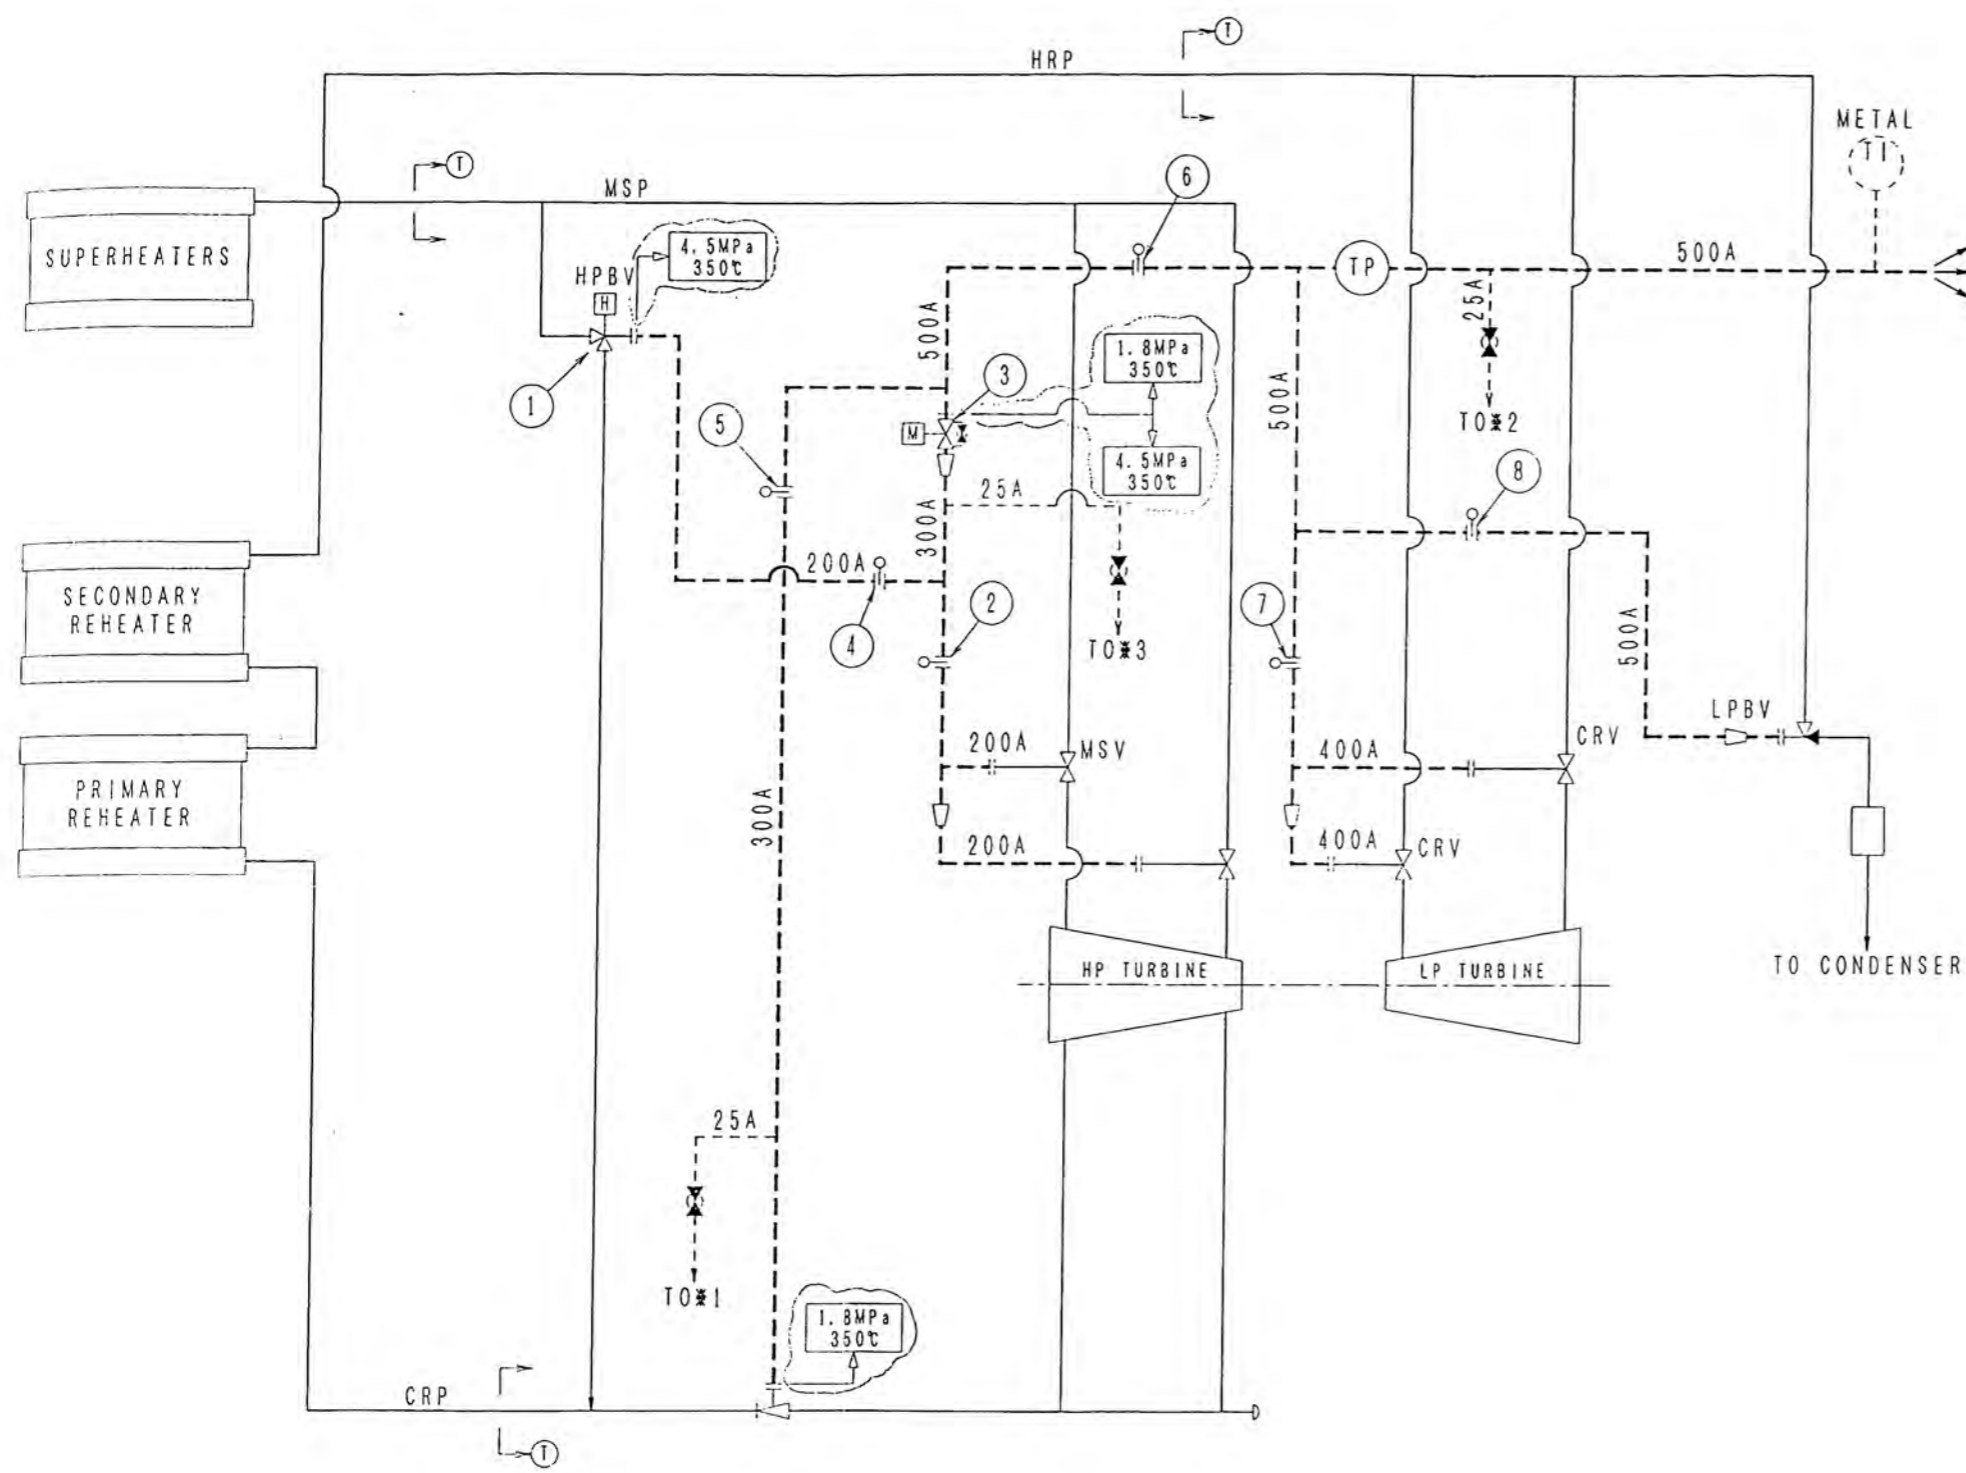 T
HRP
METAL
TI
T
MSP
6
SUPERHEATERS
4.5MPa
350℃
HPBV
H
TP
500A
25A
500A
1.8MPa
350℃
3
1
5
M
500A
TO※2
4.5MPa
350℃
8
25A
300A
200A
SECONDARY
REHEATER
2
7
4
TO※3
500A
LPBV
200A
MSV
400A
CRV
PRIMARY
REHEATER
300A
200A
400A
CRV
HP TURBINE
LP TURBINE
TO CONDENSER
25A
TO※1
1.8MPa
350℃
CRP
T